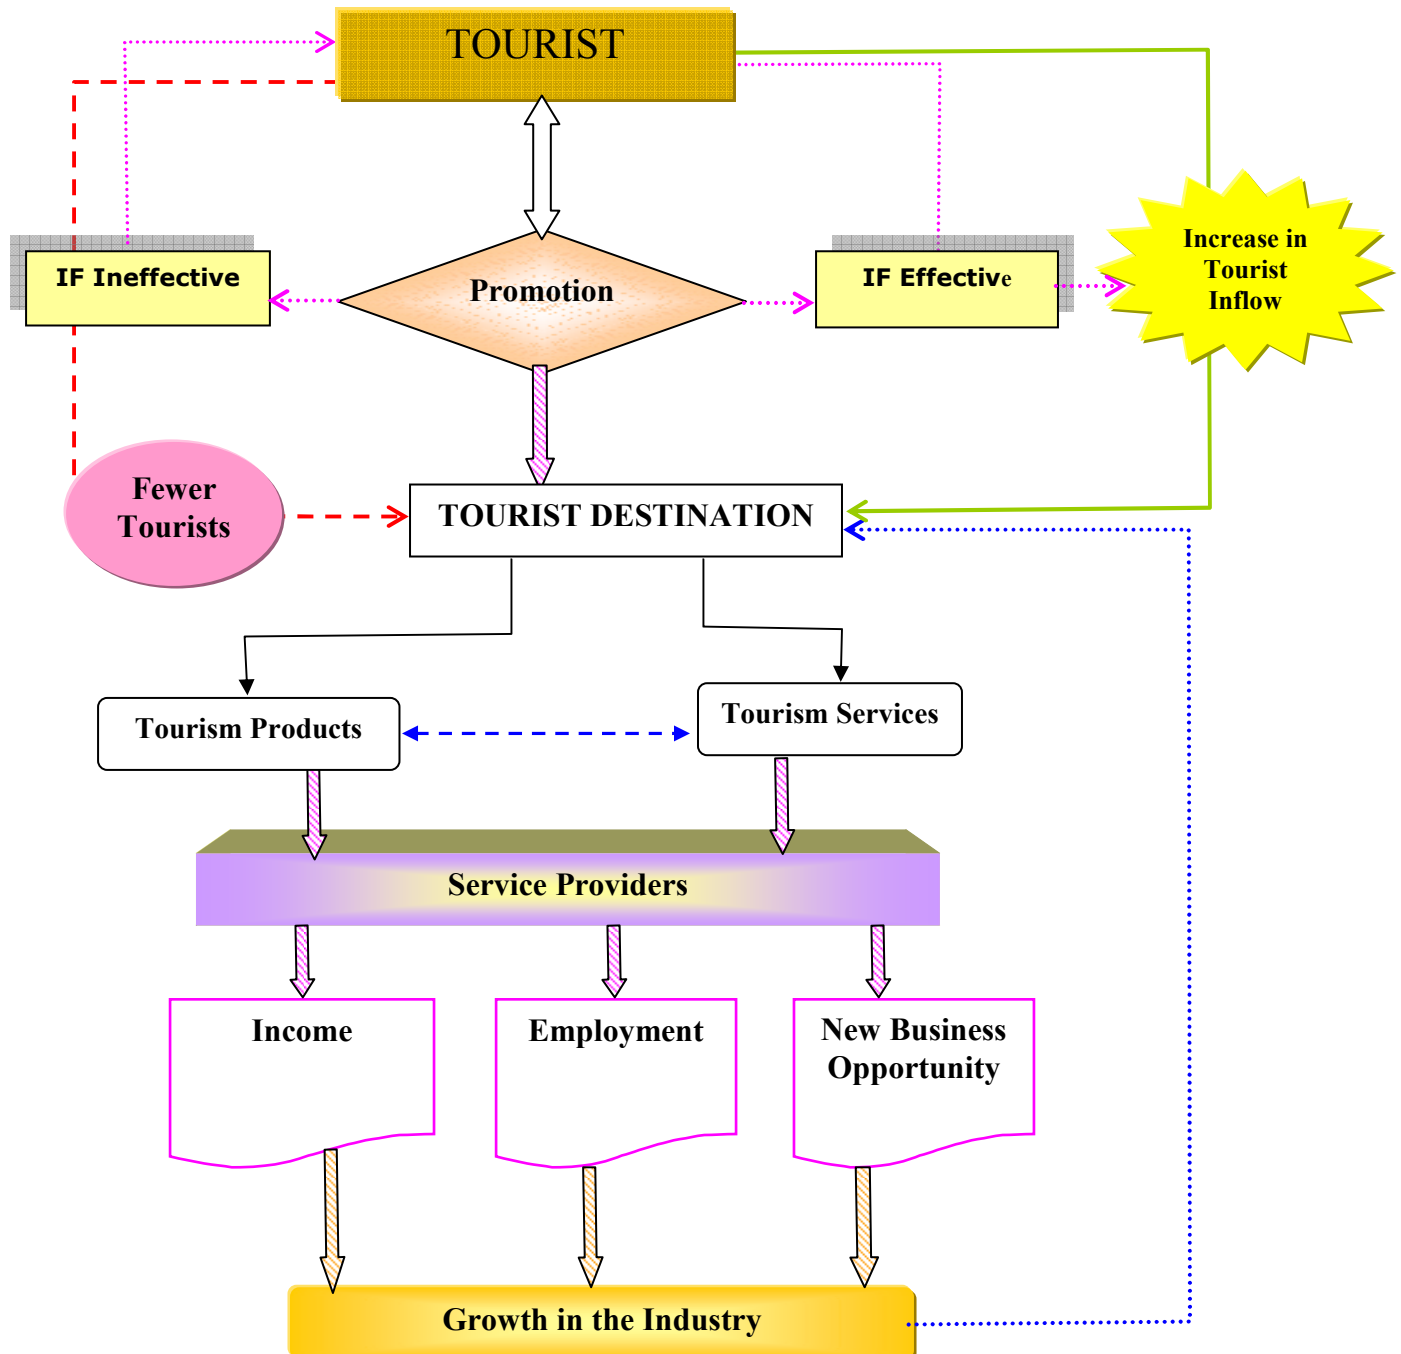 TOURIST
IF Ineffective
Promotion
IF Effective
Increase in
Tourist
Inflow
Fewer
Tourists
TOURIST DESTINATION
Tourism Products
Tourism Services
Service Providers
Income
Employment
New Business
Opportunity
Growth in the Industry